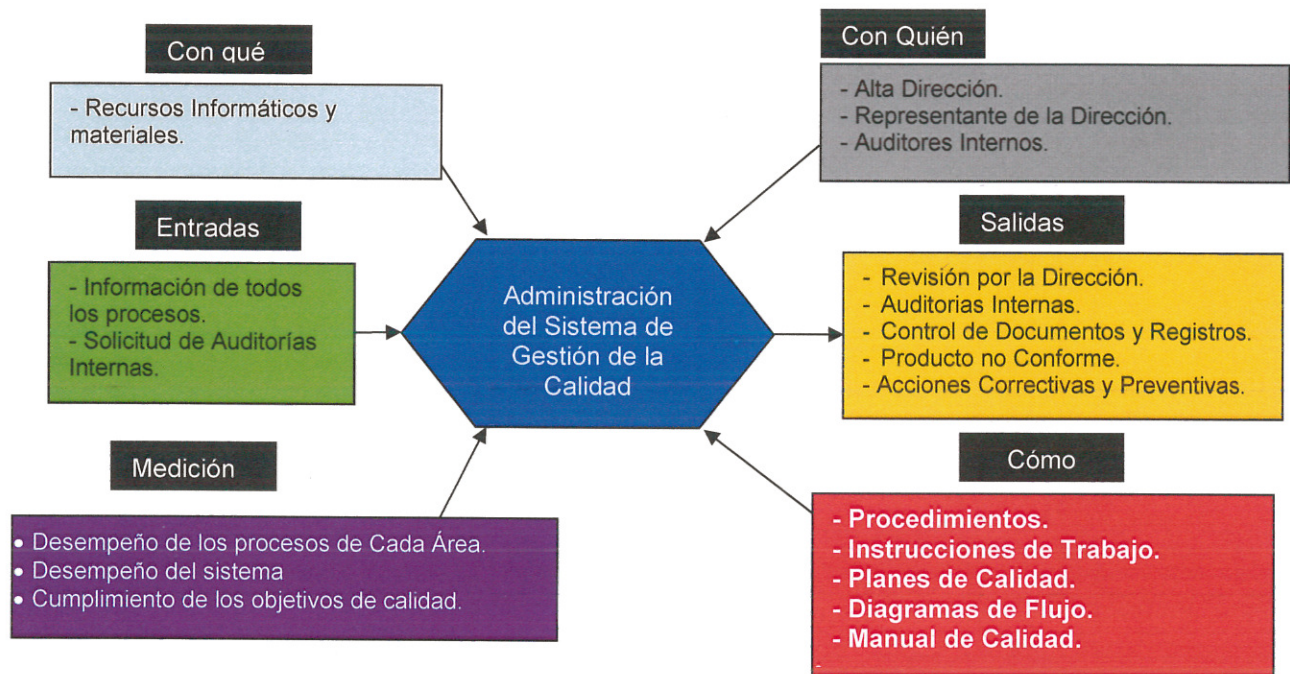 Con qué
- Recursos Informáticos y
materiales.
Con Quién
- Alta Dirección.
- Representante de la Dirección.
- Auditores Internos.
Entradas
- Información de todos
los procesos.
- Solicitud de Auditorías
Internas.
Administración
del Sistema de
Gestión de la
Calidad
Salidas
- Revisión por la Dirección.
- Auditorias Internas.
- Control de Documentos y Registros.
- Producto no Conforme.
- Acciones Correctivas y Preventivas.
Medición
• Desempeño de los procesos de Cada Área.
• Desempeño del sistema
• Cumplimiento de los objetivos de calidad.
Cómo
- Procedimientos.
- Instrucciones de Trabajo.
- Planes de Calidad.
- Diagramas de Flujo.
- Manual de Calidad.
-